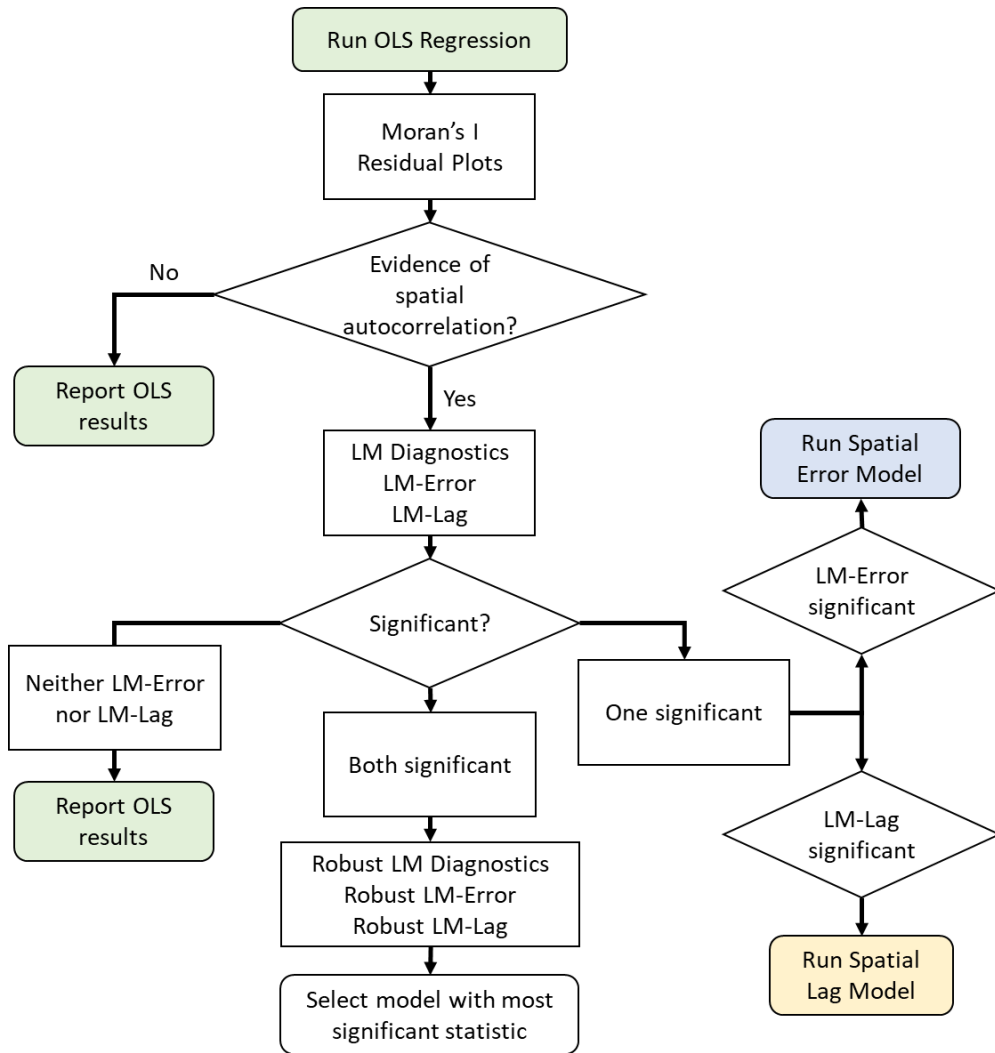 Run OLS Regression
Moran’s I
Residual Plots
Evidence of
spatial
autocorrelation?
No
Report OLS
results
Yes
LM Diagnostics
LM-Error
LM-Lag
Run Spatial
Error Model
LM-Error
significant
Significant?
Neither LM-Error
nor LM-Lag
One significant
Both significant
Report OLS
results
LM-Lag
significant
Robust LM Diagnostics
Robust LM-Error
Robust LM-Lag
Run Spatial
Lag Model
Select model with most
significant statistic